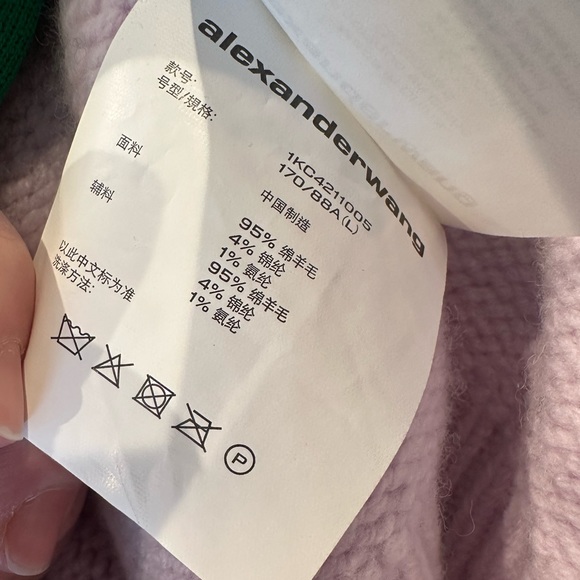 alexanderwang
款号: 1KC4211005
号型/规格: 170/88A(L)
中国制造
面料 95% 绵羊毛
4% 锦纶
1% 氨纶
辅料 95% 绵羊毛
4% 锦纶
1% 氨纶
以此中文标为准
洗涤方法:
P